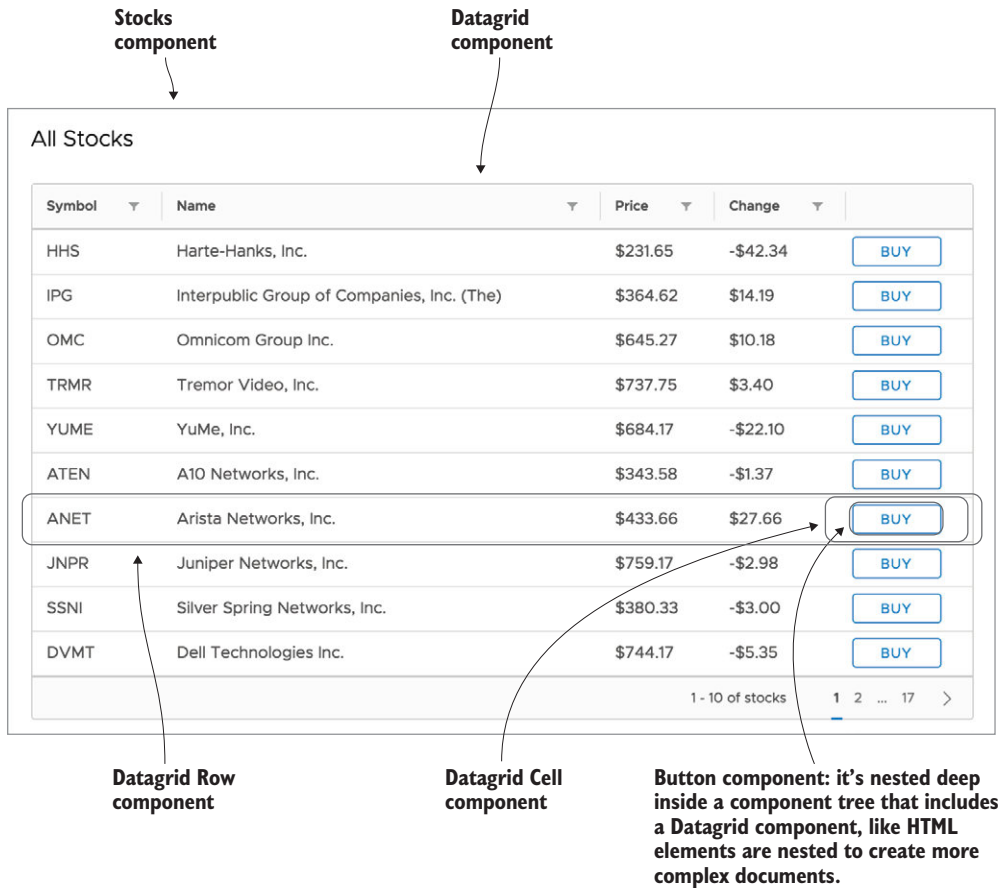 Stocks
component
Datagrid
component
All Stocks
Symbol Name Price Change
HHS Harte-Hanks, Inc. $231.65 -$42.34 BUY
IPG Interpublic Group of Companies, Inc. (The) $364.62 $14.19 BUY
OMC Omnicom Group Inc. $645.27 $10.18 BUY
TRMR Tremor Video, Inc. $737.75 $3.40 BUY
YUME YuMe, Inc. $684.17 -$22.10 BUY
ATEN A10 Networks, Inc. $343.58 -$1.37 BUY
ANET Arista Networks, Inc. $433.66 $27.66 BUY
JNPR Juniper Networks, Inc. $759.17 -$2.98 BUY
SSNI Silver Spring Networks, Inc. $380.33 -$3.00 BUY
DVMT Dell Technologies Inc. $744.17 -$5.35 BUY
1 - 10 of stocks 1 2 ... 17 >
Datagrid Row
component
Datagrid Cell
component
Button component: it’s nested deep
inside a component tree that includes
a Datagrid component, like HTML
elements are nested to create more
complex documents.